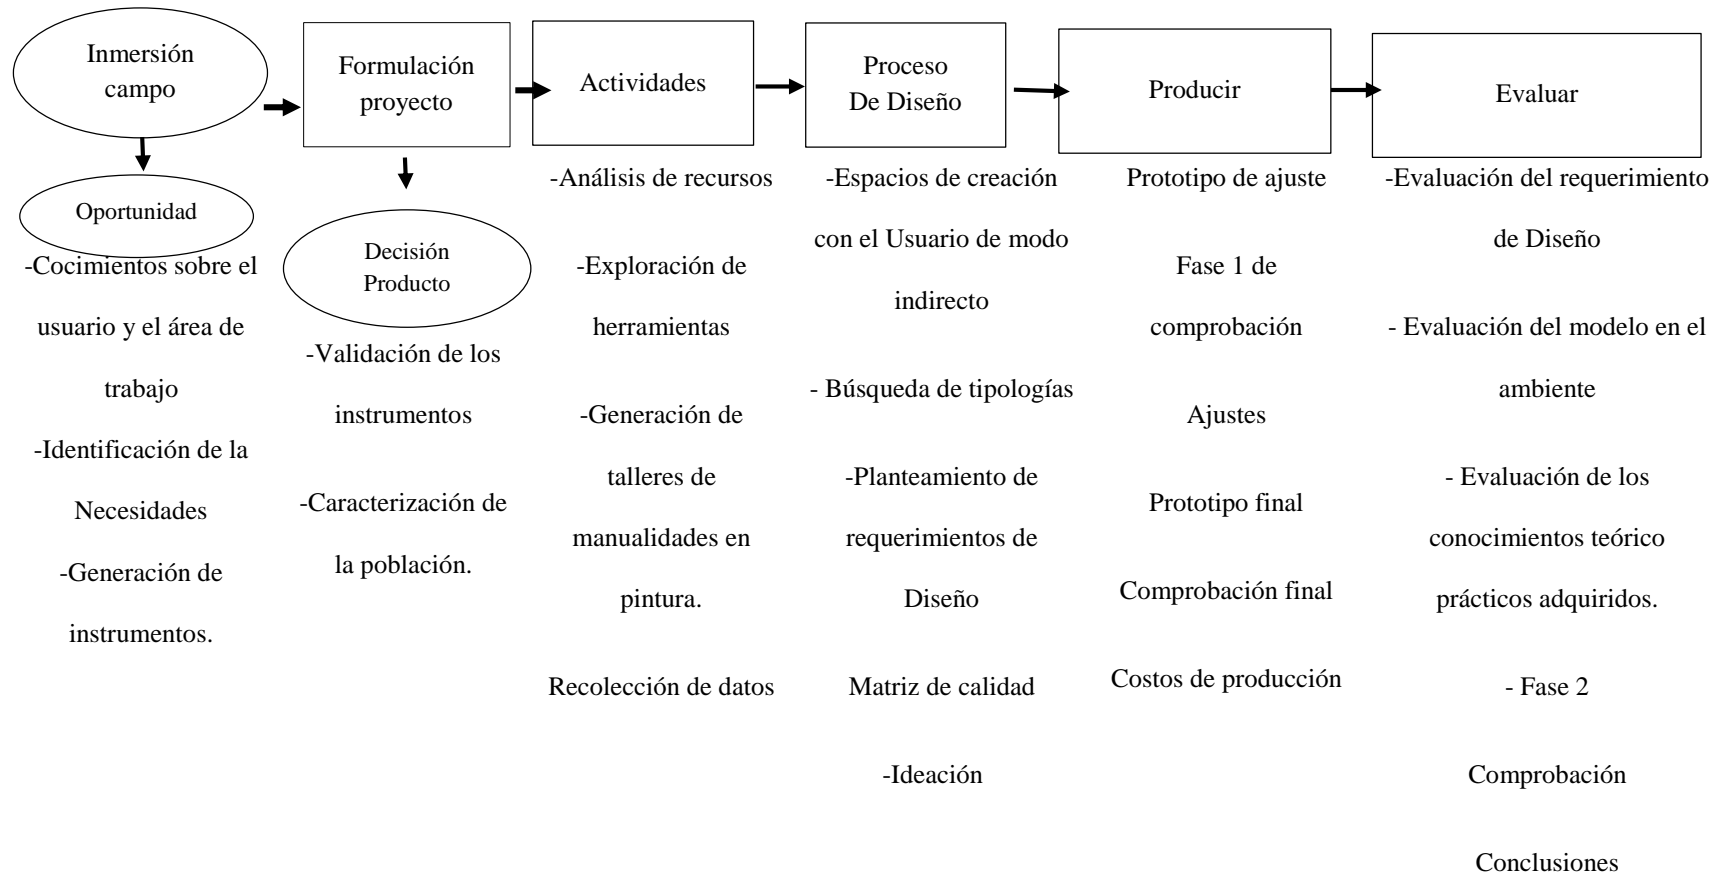 Inmersión
campo
Oportunidad
-Cocimientos sobre el
usuario y el área de
trabajo
-Identificación de la
Necesidades
-Generación de
instrumentos.
Formulación
proyecto
Decisión
Producto
-Validación de los
instrumentos
-Caracterización de
la población.
Actividades
-Análisis de recursos
-Exploración de
herramientas
-Generación de
talleres de
manualidades en
pintura.
Recolección de datos
Proceso
De Diseño
-Espacios de creación
con el Usuario de modo
indirecto
- Búsqueda de tipologías
-Planteamiento de
requerimientos de
Diseño
Matriz de calidad
-Ideación
Producir
Prototipo de ajuste
Fase 1 de
comprobación
Ajustes
Prototipo final
Comprobación final
Costos de producción
Evaluar
-Evaluación del requerimiento
de Diseño
- Evaluación del modelo en el
ambiente
- Evaluación de los
conocimientos teórico
prácticos adquiridos.
- Fase 2
Comprobación
Conclusiones